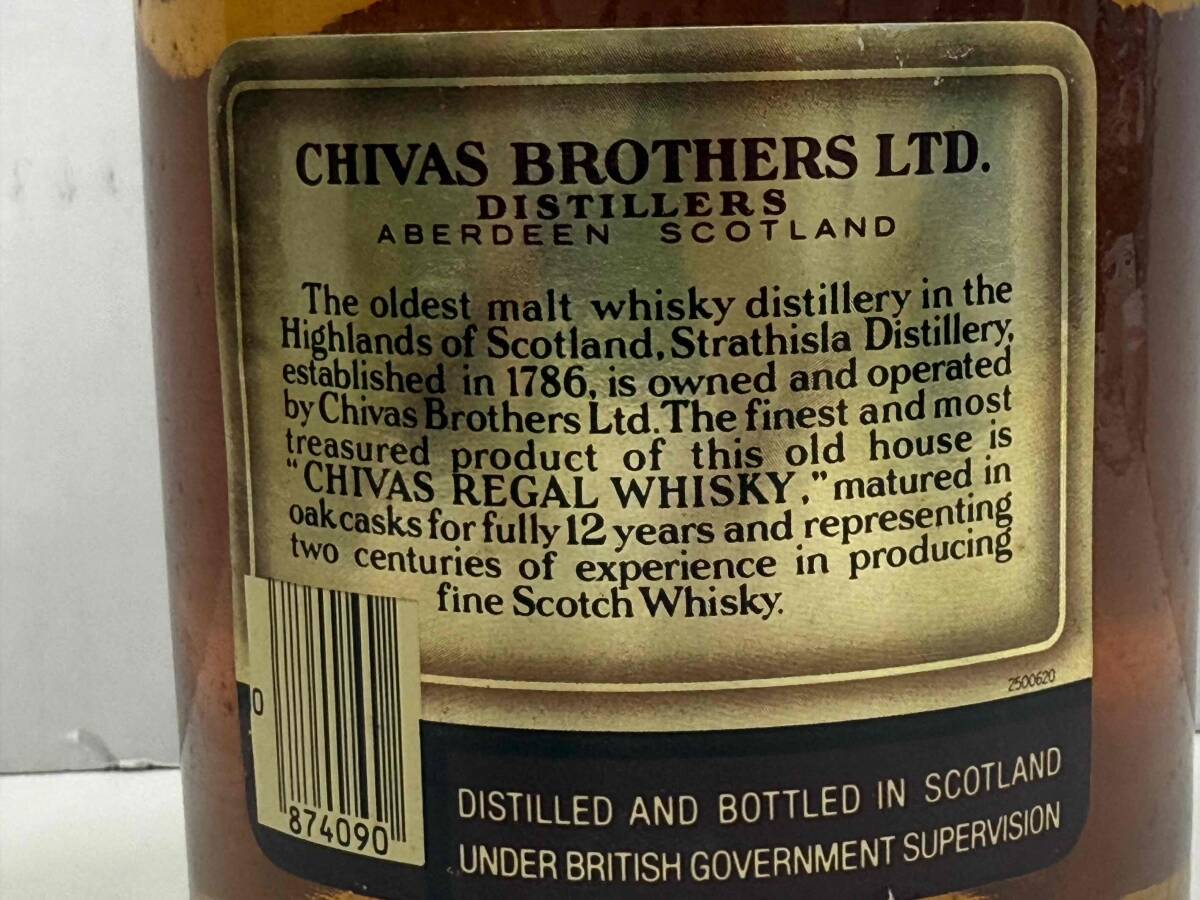 CHIVAS BROTHERS LTD.
DISTILLERS
ABERDEEN SCOTLAND
The oldest malt whisky distillery in the
Highlands of Scotland, Strathisla Distillery,
established in 1786, is owned and operated
by Chivas Brothers Ltd. The finest and most
treasured product of this old house is
"CHIVAS REGAL WHISKY," matured in
oak casks for fully 12 years and representing
two centuries of experience in producing
fine Scotch Whisky.
2500620
0
874090
DISTILLED AND BOTTLED IN SCOTLAND
UNDER BRITISH GOVERNMENT SUPERVISION